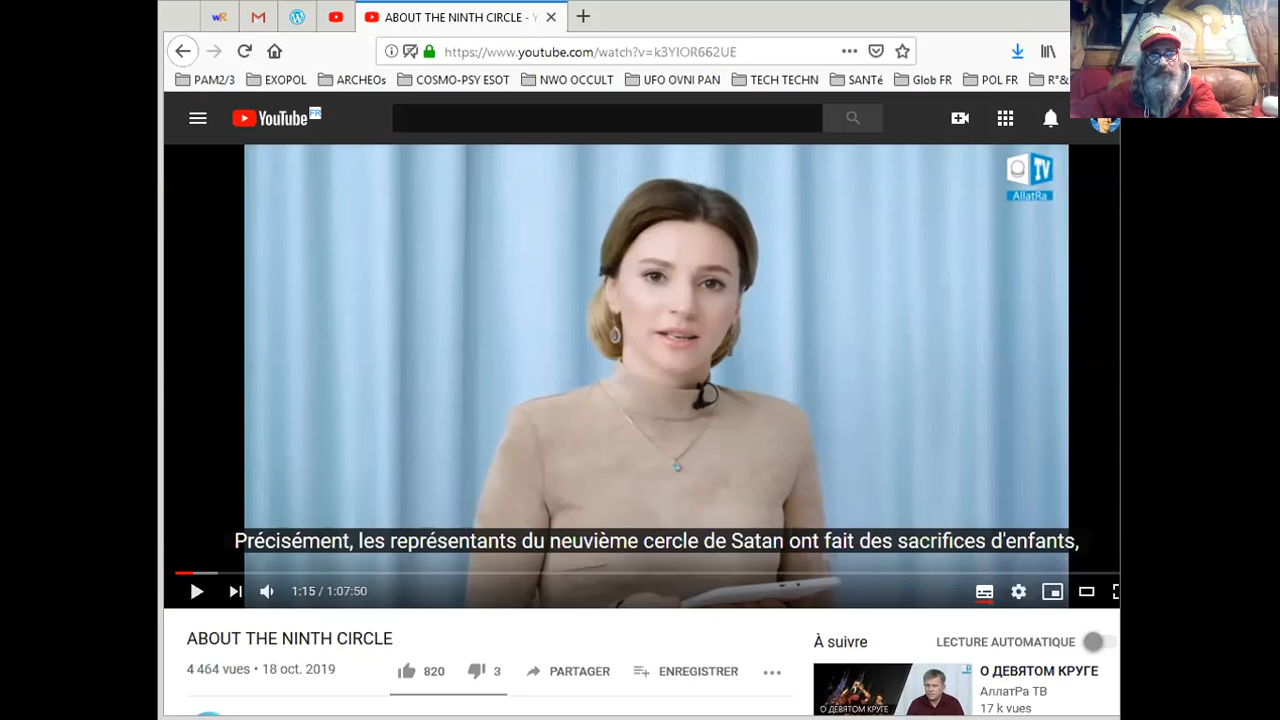 WR
ABOUT THE NINTH CIRCLE - Y
https://www.youtube.com/watch?v=k3YIOR662UE
PAM2/3 EXOPOL ARCHEOs COSMO-PSY ESOT NWO OCCULT UFO OVNI PAN TECH TECHN SANTé Glob FR POL FR R°&
YouTube FR
TV
AllatRa
Précisément, les représentants du neuvième cercle de Satan ont fait des sacrifices d'enfants,
1:15 / 1:07:50
ABOUT THE NINTH CIRCLE
4 464 vues • 18 oct. 2019
820
3
PARTAGER
ENREGISTRER
À suivre
LECTURE AUTOMATIQUE
О ДЕВЯТОМ КРУГЕ
О ДЕВЯТОМ КРУГЕ
АллатРа ТВ
17 k vues